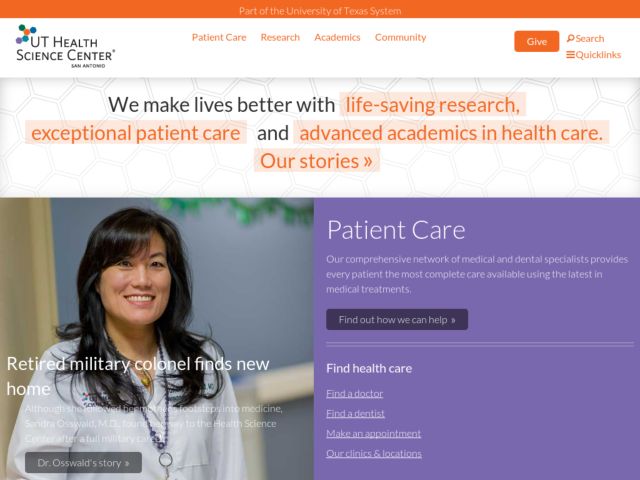 Part of the University of Texas System
UT Health
Science Center®
San Antonio
Patient Care
Research
Academics
Community
Give
Search
Quicklinks
We make lives better with life-saving research,
exceptional patient care and advanced academics in health care.
Our stories »
Retired military colonel finds new
home
Although she followed her mother's footsteps into medicine,
Sandra Osswald, M.D., found her way to the Health Science
Center after a full military career.
Dr. Osswald's story »
Patient Care
Our comprehensive network of medical and dental specialists provides
every patient the most complete care available using the latest in
medical treatments.
Find out how we can help »
Find health care
Find a doctor
Find a dentist
Make an appointment
Our clinics & locations